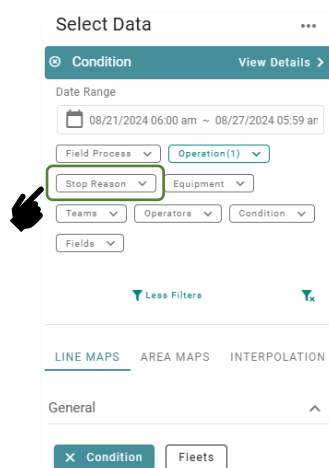 Select Data
Condition View Details
Date Range
08/21/2024 06:00 am ~ 08/27/2024 05:59 am
Field Process Operation(1)
Stop Reason Equipment
Teams Operators Condition
Fields
Less Filters
LINE MAPS AREA MAPS INTERPOLATION
General
Condition Fleets